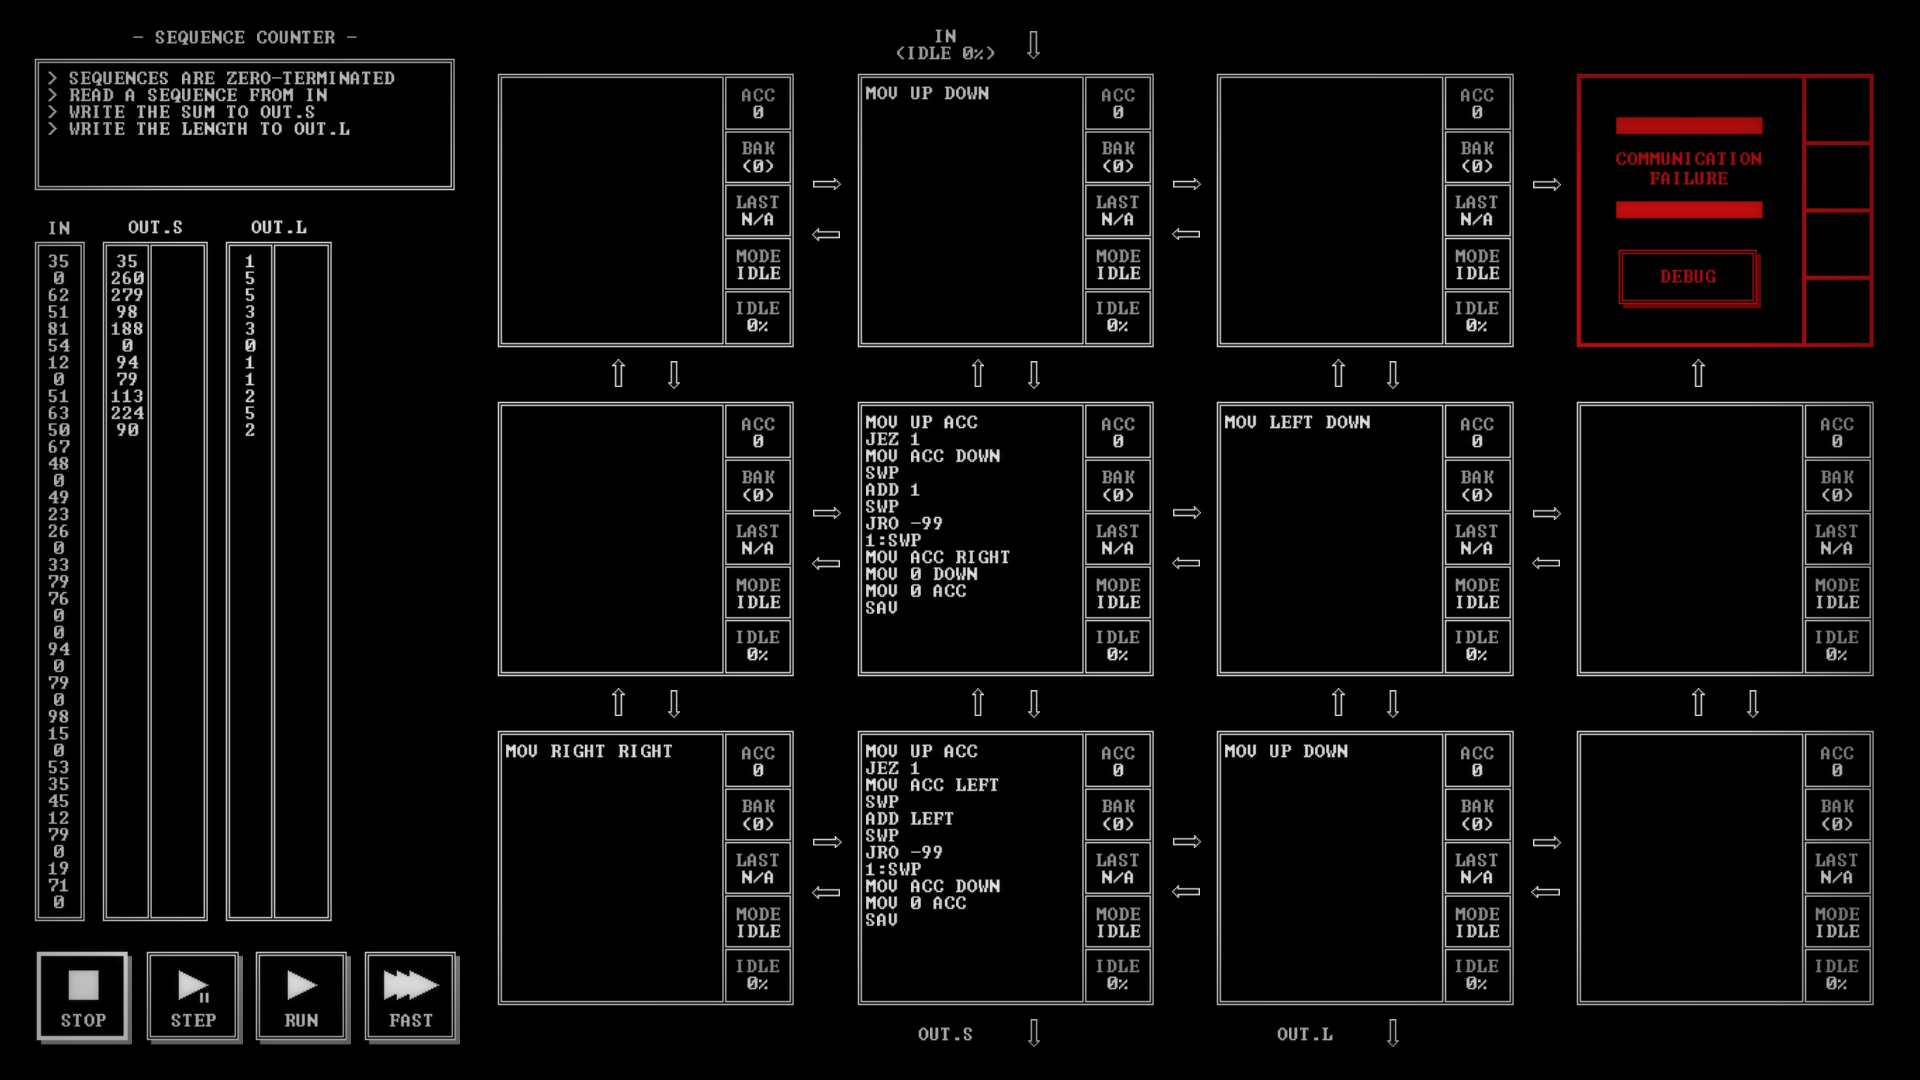 - SEQUENCE COUNTER -
> SEQUENCES ARE ZERO-TERMINATED
> READ A SEQUENCE FROM IN
> WRITE THE SUM TO OUT.S
> WRITE THE LENGTH TO OUT.L
IN OUT.S OUT.L
35 35 1
0 260 5
62 279 5
51 98 3
81 188 3
54 0 0
12 94 1
0 79 1
51 113 2
63 224 5
50 90 2
67
48
0
49
23
26
0
33
79
76
0
0
94
0
79
0
98
15
0
53
35
45
12
79
0
19
71
0
STOP
STEP
RUN
FAST
IN
(IDLE 0%)
ACC
0
BAK
(0)
LAST
N/A
MODE
IDLE
IDLE
0%
MOV UP DOWN
ACC
0
BAK
(0)
LAST
N/A
MODE
IDLE
IDLE
0%
ACC
0
BAK
(0)
LAST
N/A
MODE
IDLE
IDLE
0%
COMMUNICATION
FAILURE
DEBUG
ACC
0
BAK
(0)
LAST
N/A
MODE
IDLE
IDLE
0%
MOV UP ACC
JEZ 1
MOV ACC DOWN
SWP
ADD 1
SWP
JRO -99
1:SWP
MOV ACC RIGHT
MOV 0 DOWN
MOV 0 ACC
SAV
ACC
0
BAK
(0)
LAST
N/A
MODE
IDLE
IDLE
0%
MOV LEFT DOWN
ACC
0
BAK
(0)
LAST
N/A
MODE
IDLE
IDLE
0%
ACC
0
BAK
(0)
LAST
N/A
MODE
IDLE
IDLE
0%
MOV RIGHT RIGHT
ACC
0
BAK
(0)
LAST
N/A
MODE
IDLE
IDLE
0%
MOV UP ACC
JEZ 1
MOV ACC LEFT
SWP
ADD LEFT
SWP
JRO -99
1:SWP
MOV ACC DOWN
MOV 0 ACC
SAV
ACC
0
BAK
(0)
LAST
N/A
MODE
IDLE
IDLE
0%
MOV UP DOWN
ACC
0
BAK
(0)
LAST
N/A
MODE
IDLE
IDLE
0%
ACC
0
BAK
(0)
LAST
N/A
MODE
IDLE
IDLE
0%
OUT.S
OUT.L